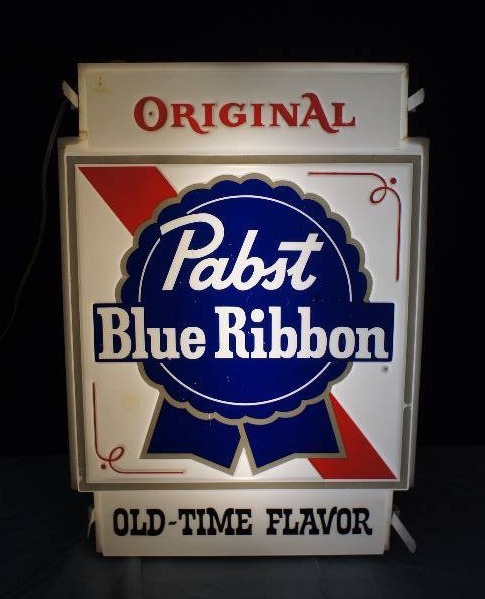 ORIGINAL
Pabst
Blue Ribbon
OLD-TIME FLAVOR